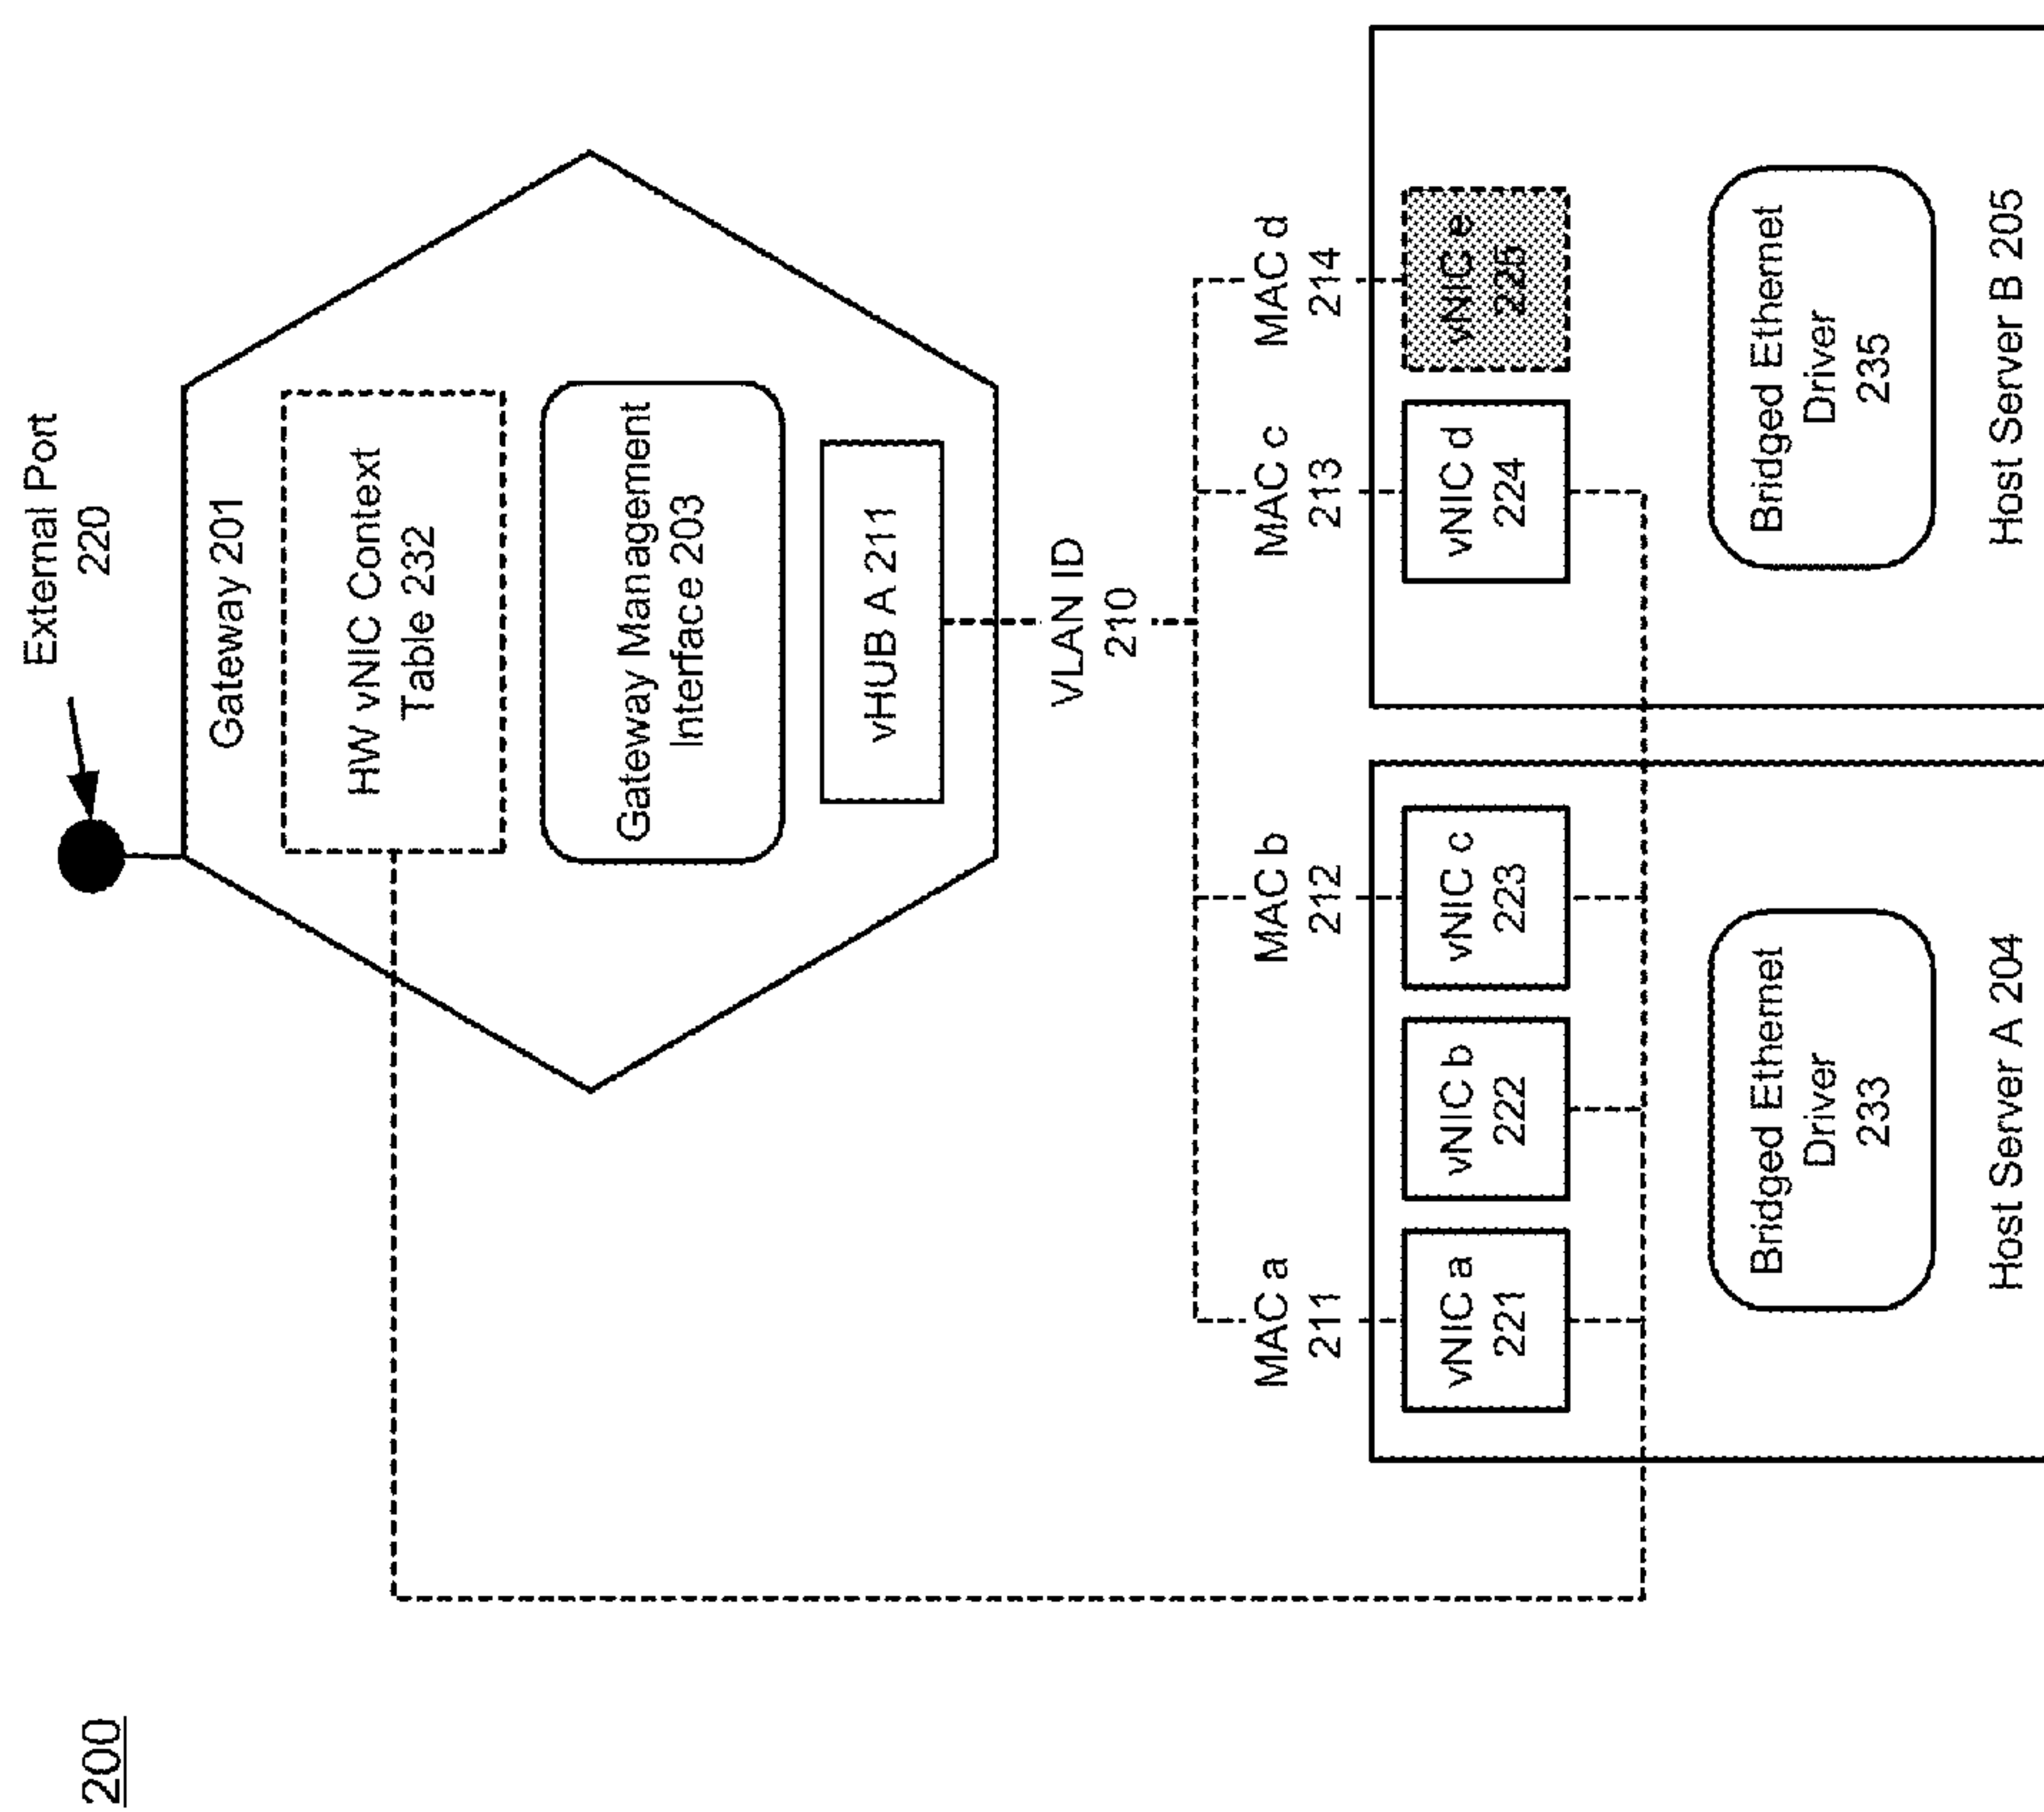 200
External Port
220
Gateway 201
HW vNIC Context
Table 232
Gateway Management
Interface 203
vHUB A 211
VLAN ID
210
MAC a
211
MAC b
212
MAC c
213
MAC d
214
vNIC a
221
vNIC b
222
vNIC c
223
vNIC d
224
vNIC e
225
Bridged Ethernet
Driver
233
Host Server A 204
Bridged Ethernet
Driver
235
Host Server B 205